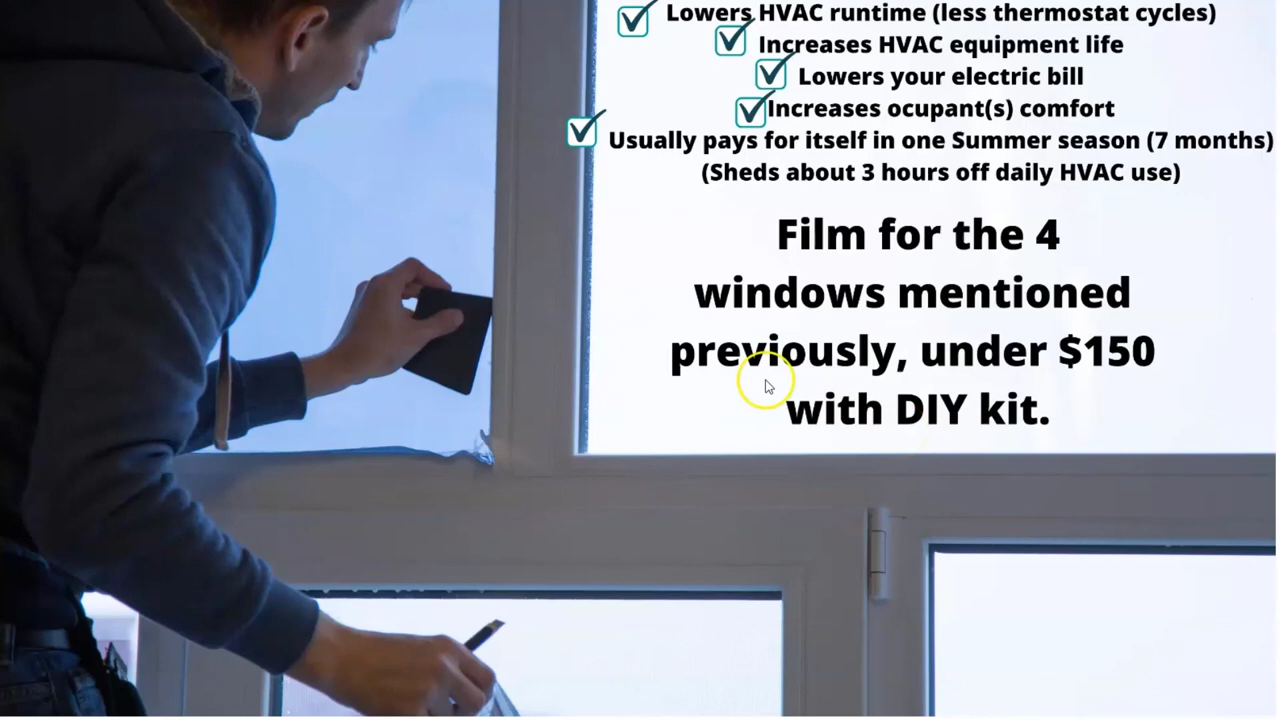 Lowers HVAC runtime (less thermostat cycles)
Increases HVAC equipment life
Lowers your electric bill
Increases ocupant(s) comfort
Usually pays for itself in one Summer season (7 months)
(Sheds about 3 hours off daily HVAC use)
Film for the 4
windows mentioned
previously, under $150
with DIY kit.